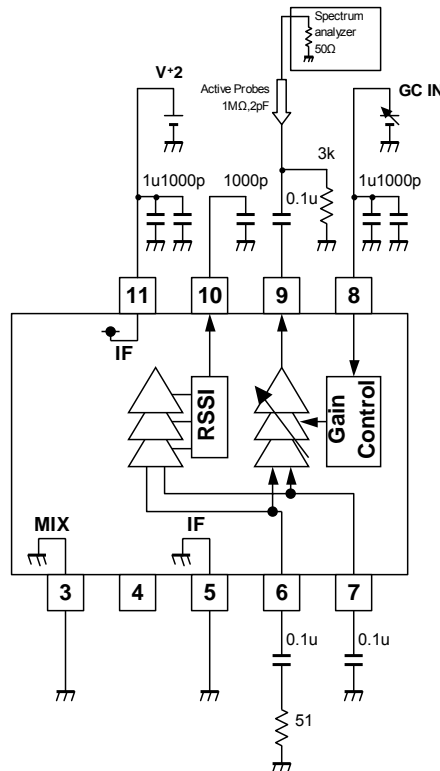 Spectrum
analyzer
50Ω
V+2
Active Probes
1MΩ,2pF
GC IN
3k
1u1000p
1000p
0.1u
1u1000p
11
10
9
8
IF
RSSI
Gain
Control
MIX
IF
3
4
5
6
7
0.1u
0.1u
51